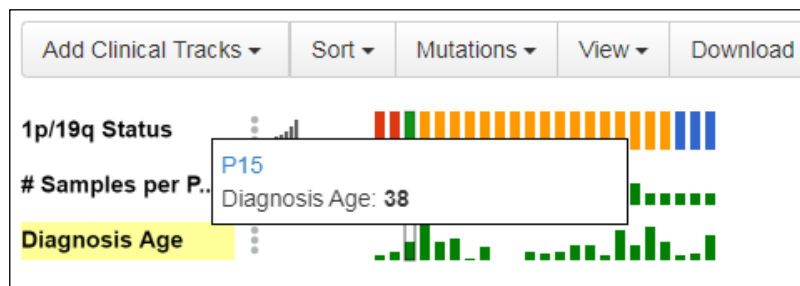 Add Clinical Tracks Sort Mutations View Download
1p/19q Status
P15
# Samples per P..
Diagnosis Age: 38
Diagnosis Age